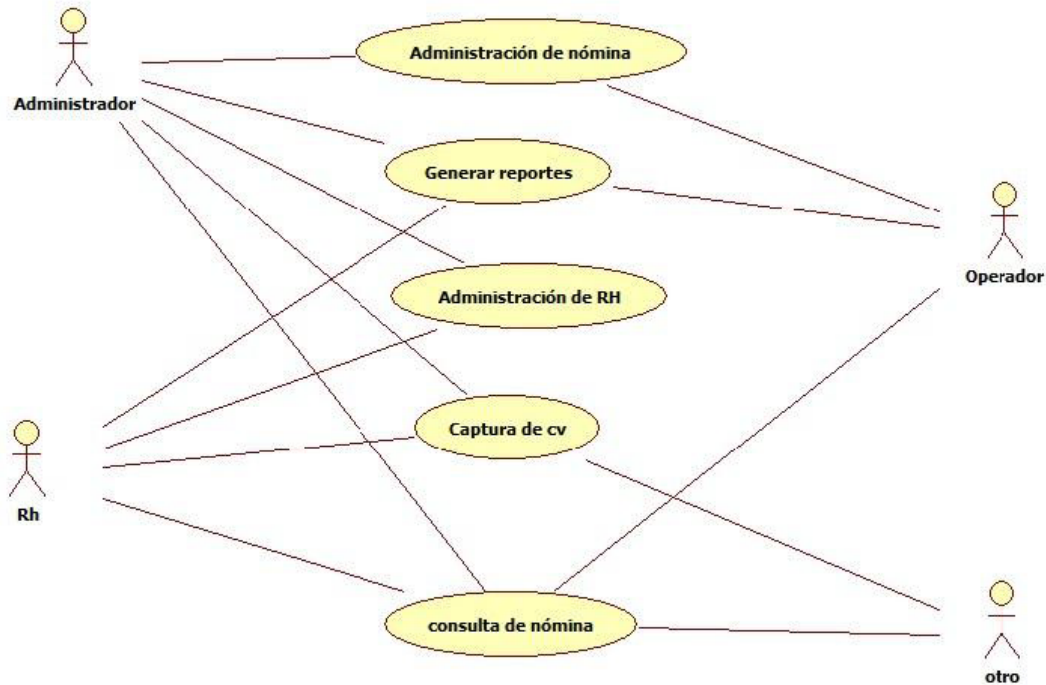 Administración de nómina
Administrador
Generar reportes
Operador
Administración de RH
Captura de cv
Rh
consulta de nómina
otro